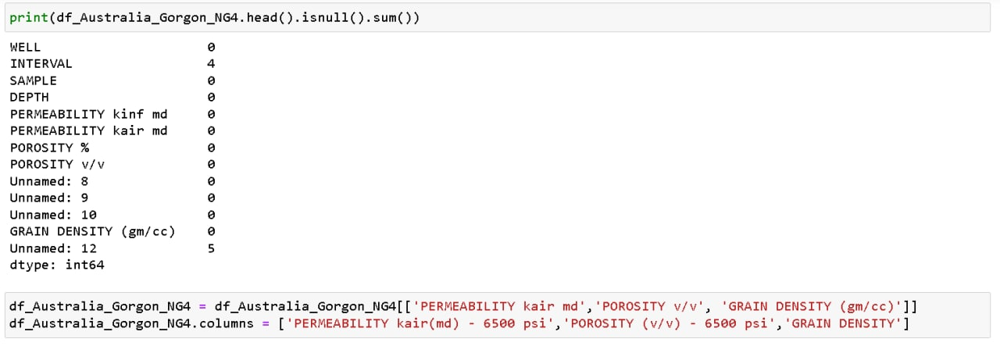 print(df_Australia_Gorgon_NG4.head().isnull().sum())
WELL 0
INTERVAL 4
SAMPLE 0
DEPTH 0
PERMEABILITY kinf md 0
PERMEABILITY kair md 0
POROSITY % 0
POROSITY v/v 0
Unnamed: 8 0
Unnamed: 9 0
Unnamed: 10 0
GRAIN DENSITY (gm/cc) 0
Unnamed: 12 5
dtype: int64
df_Australia_Gorgon_NG4 = df_Australia_Gorgon_NG4[['PERMEABILITY kair md','POROSITY v/v', 'GRAIN DENSITY (gm/cc)']]
df_Australia_Gorgon_NG4.columns = ['PERMEABILITY kair(md) - 6500 psi','POROSITY (v/v) - 6500 psi','GRAIN DENSITY']